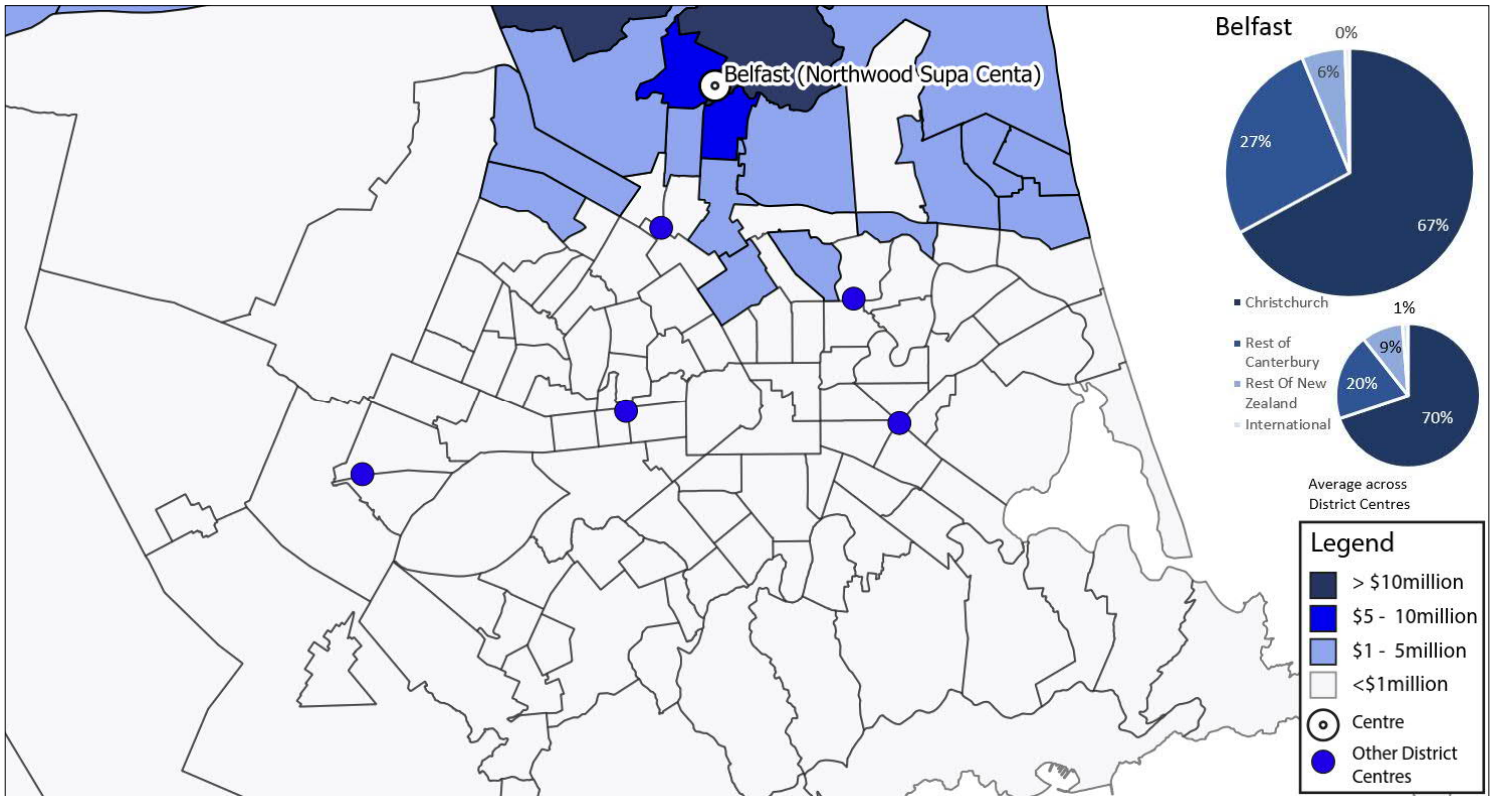 Belfast (Northwood Supa Centa)
Belfast
0%
6%
27%
67%
Christchurch
Rest of
Canterbury
Rest Of New
Zealand
International
1%
9%
20%
70%
Average across
District Centres
Legend
> $10million
$5 - 10million
$1 - 5million
<$1million
Centre
Other District
Centres